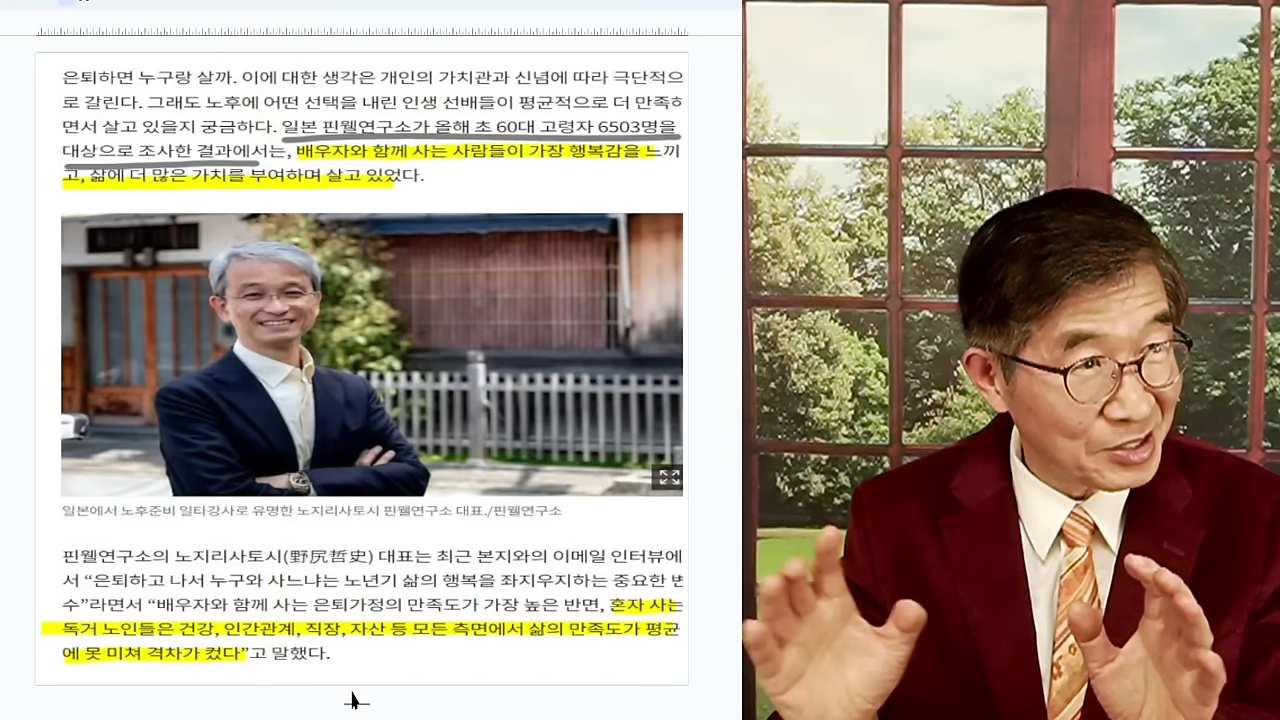 은퇴하면 누구랑 살까. 이에 대한 생각은 개인의 가치관과 신념에 따라 극단적으
로 갈린다. 그래도 노후에 어떤 선택을 내린 인생 선배들이 평균적으로 더 만족하
면서 살고 있을지 궁금하다. 일본 핀웰연구소가 올해 초 60대 고령자 6503명을
대상으로 조사한 결과에서는, 배우자와 함께 사는 사람들이 가장 행복감을 느끼
고, 삶에 더 많은 가치를 부여하며 살고 있었다.
일본에서 노후준비 일타강사로 유명한 노지리사토시 핀웰연구소 대표./핀웰연구소
핀웰연구소의 노지리사토시(野尻哲史) 대표는 최근 본지와의 이메일 인터뷰에
서 “은퇴하고 나서 누구와 사느냐는 노년기 삶의 행복을 좌지우지하는 중요한 변
수”라면서 “배우자와 함께 사는 은퇴가정의 만족도가 가장 높은 반면, 혼자 사는
독거 노인들은 건강, 인간관계, 직장, 자산 등 모든 측면에서 삶의 만족도가 평균
에 못 미쳐 격차가 컸다”고 말했다.